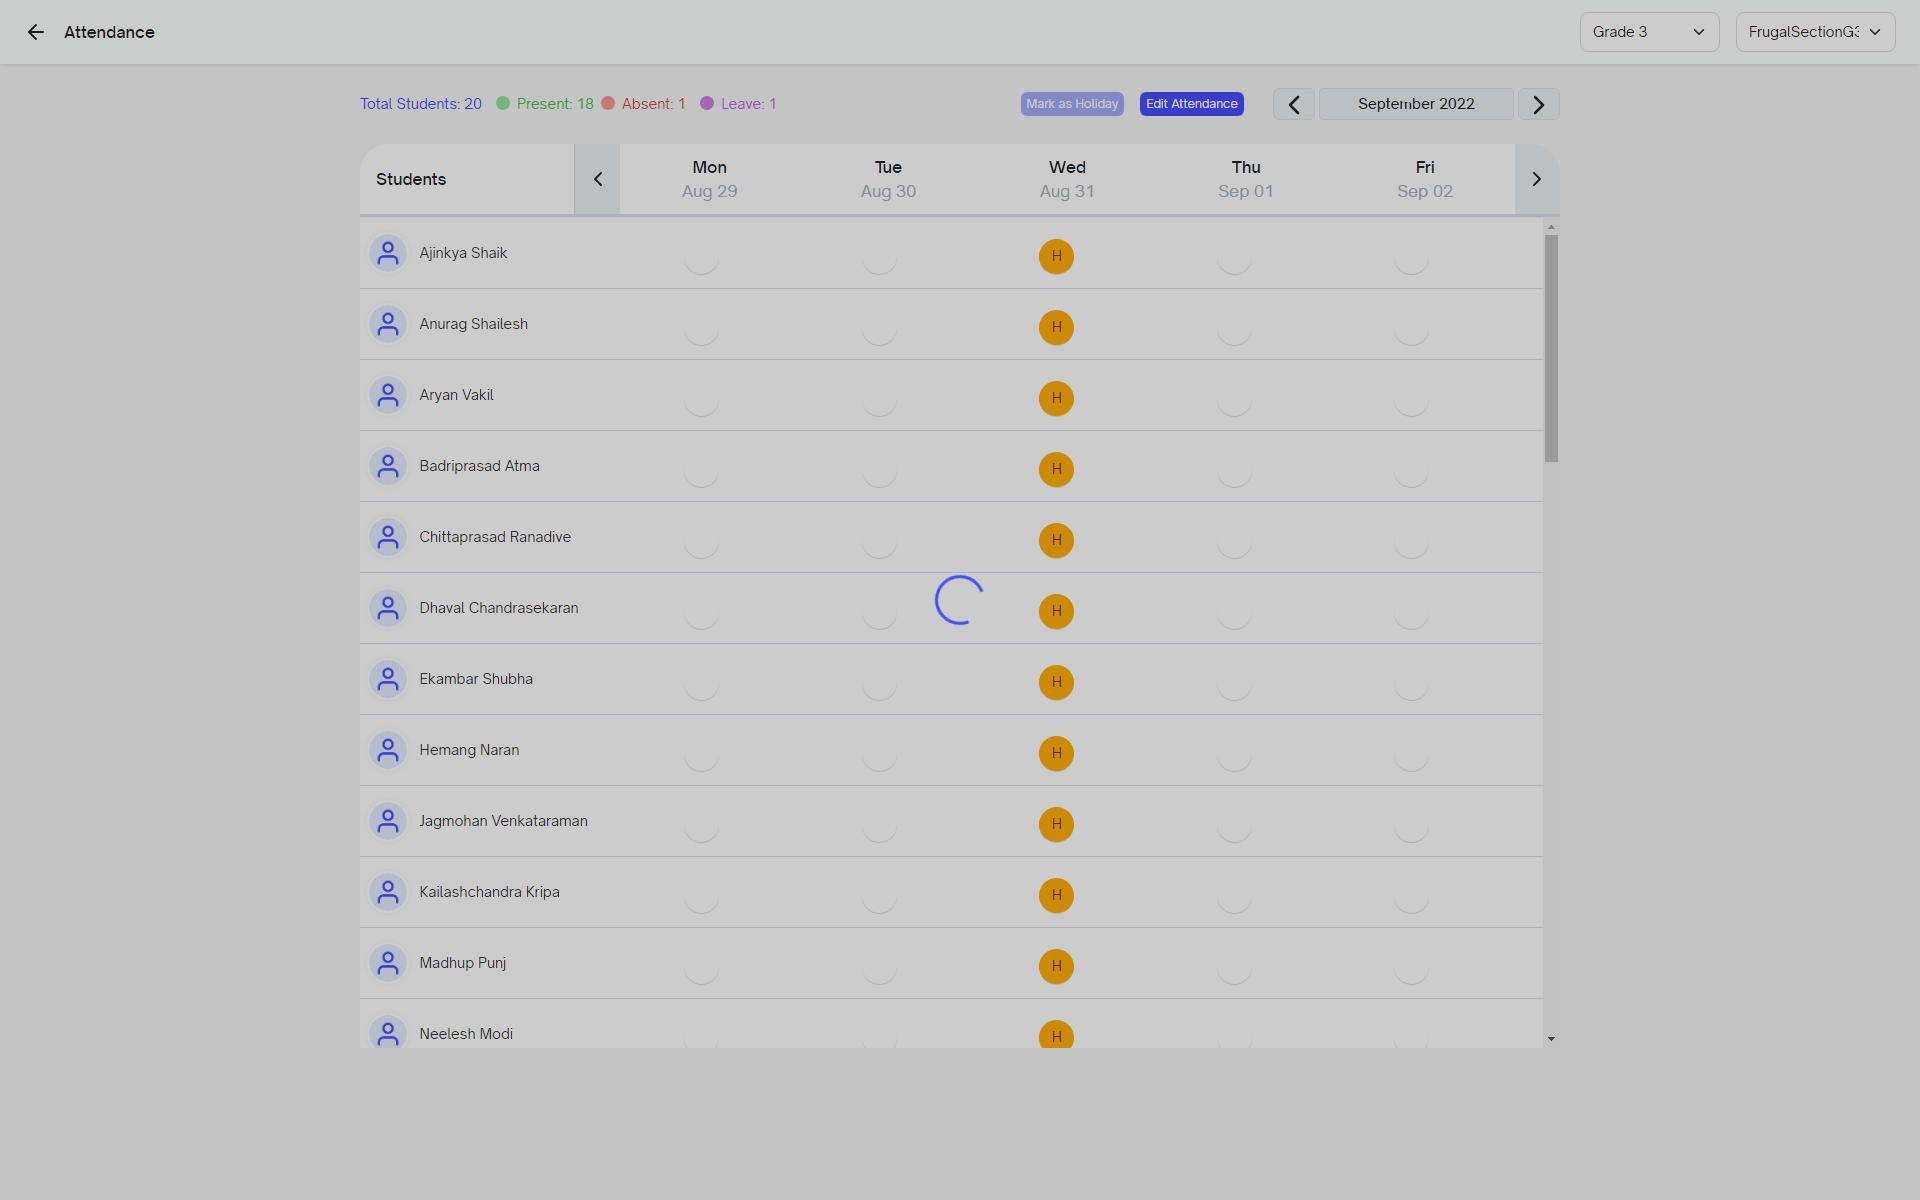 Attendance
Grade 3
FrugalSectionG3
Total Students: 20
Present: 18
Absent: 1
Leave: 1
Mark as Holiday
Edit Attendance
September 2022
Students
Mon
Aug 29
Tue
Aug 30
Wed
Aug 31
Thu
Sep 01
Fri
Sep 02
Ajinkya Shaik
H
Anurag Shailesh
H
Aryan Vakil
H
Badriprasad Atma
H
Chittaprasad Ranadive
H
Dhaval Chandrasekaran
H
Ekambar Shubha
H
Hemang Naran
H
Jagmohan Venkataraman
H
Kailashchandra Kripa
H
Madhup Punj
H
Neelesh Modi
H